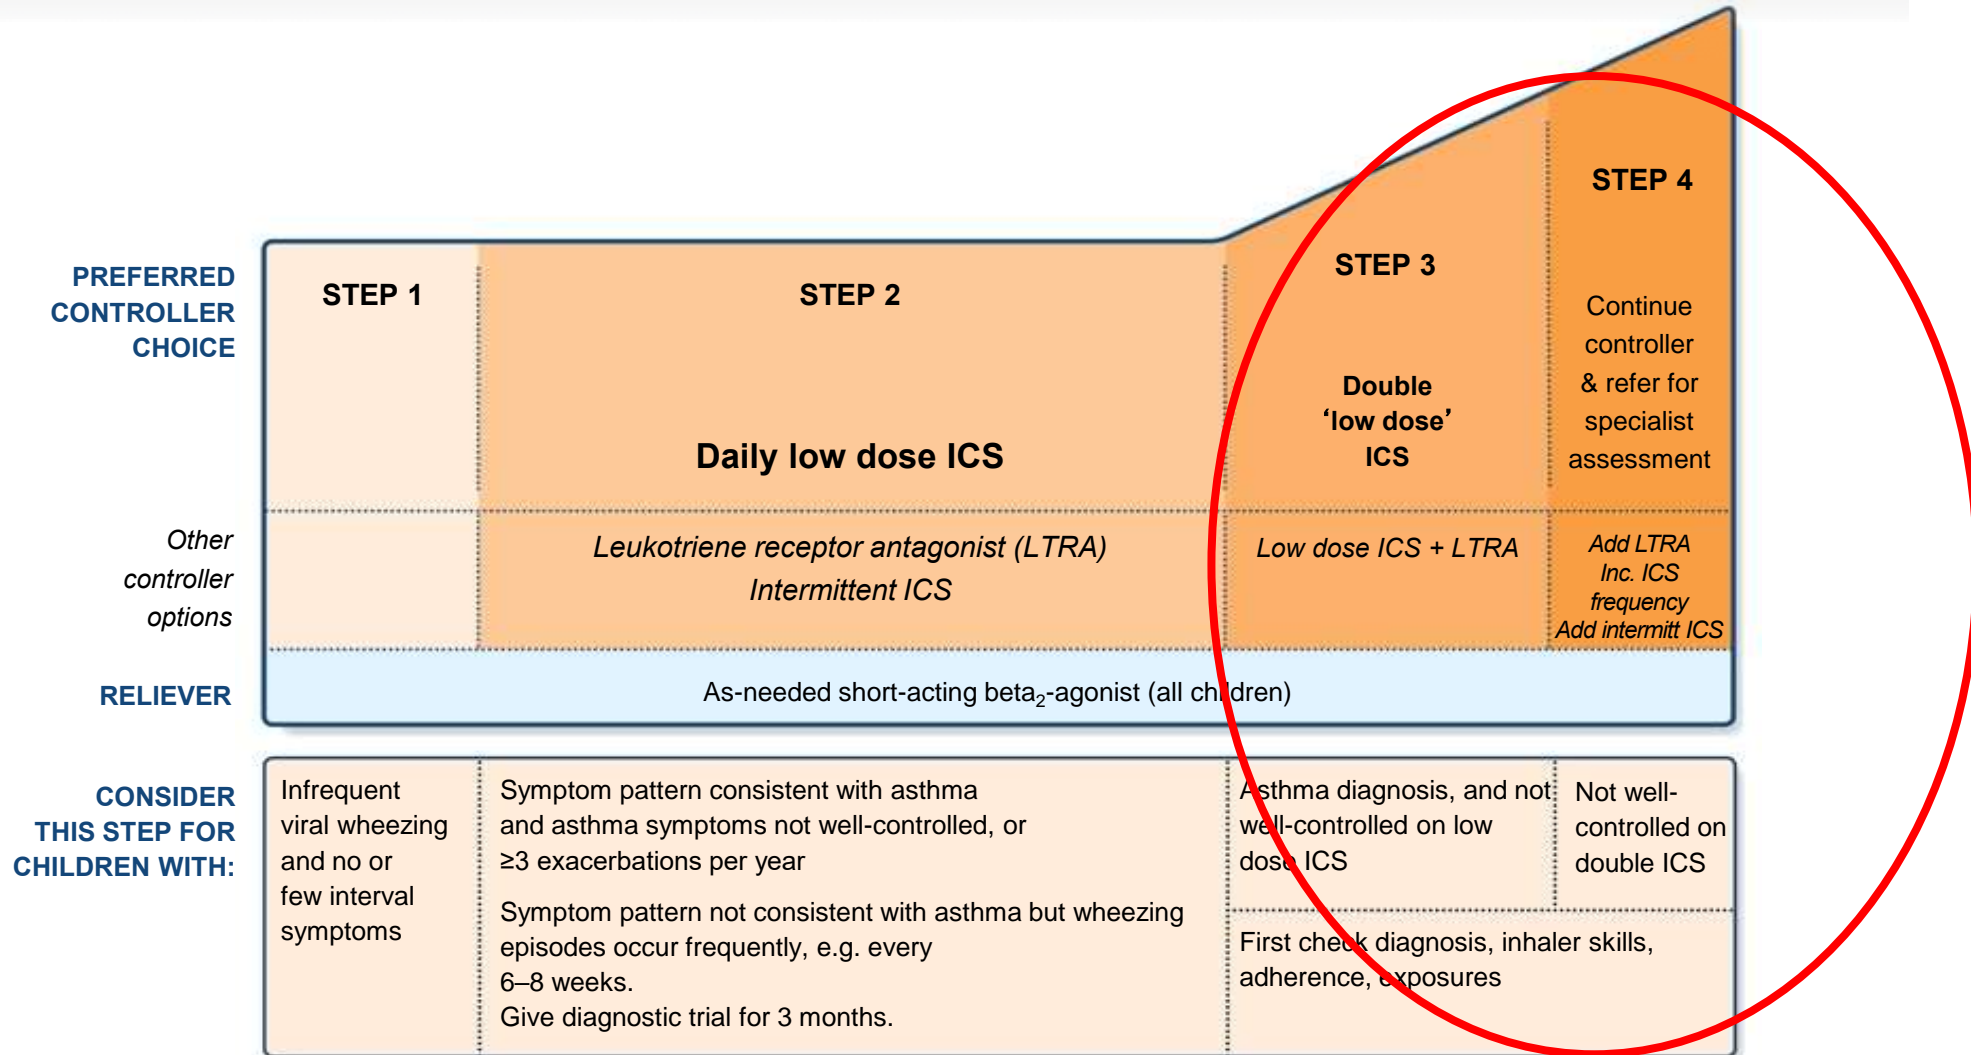 PREFERRED
CONTROLLER
CHOICE
STEP 1
STEP 2
Daily low dose ICS
STEP 3
Double
‘low dose’
ICS
STEP 4
Continue
controller
& refer for
specialist
assessment
Other
controller
options
Leukotriene receptor antagonist (LTRA)
Intermittent ICS
Low dose ICS + LTRA
Add LTRA
Inc. ICS
frequency
Add intermitt ICS
RELIEVER
As-needed short-acting beta₂-agonist (all children)
CONSIDER
THIS STEP FOR
CHILDREN WITH:
Infrequent
viral wheezing
and no or
few interval
symptoms
Symptom pattern consistent with asthma
and asthma symptoms not well-controlled, or
≥3 exacerbations per year
Symptom pattern not consistent with asthma but wheezing
episodes occur frequently, e.g. every
6–8 weeks.
Give diagnostic trial for 3 months.
Asthma diagnosis, and not
well-controlled on low
dose ICS
Not well-
controlled on
double ICS
First check diagnosis, inhaler skills,
adherence, exposures